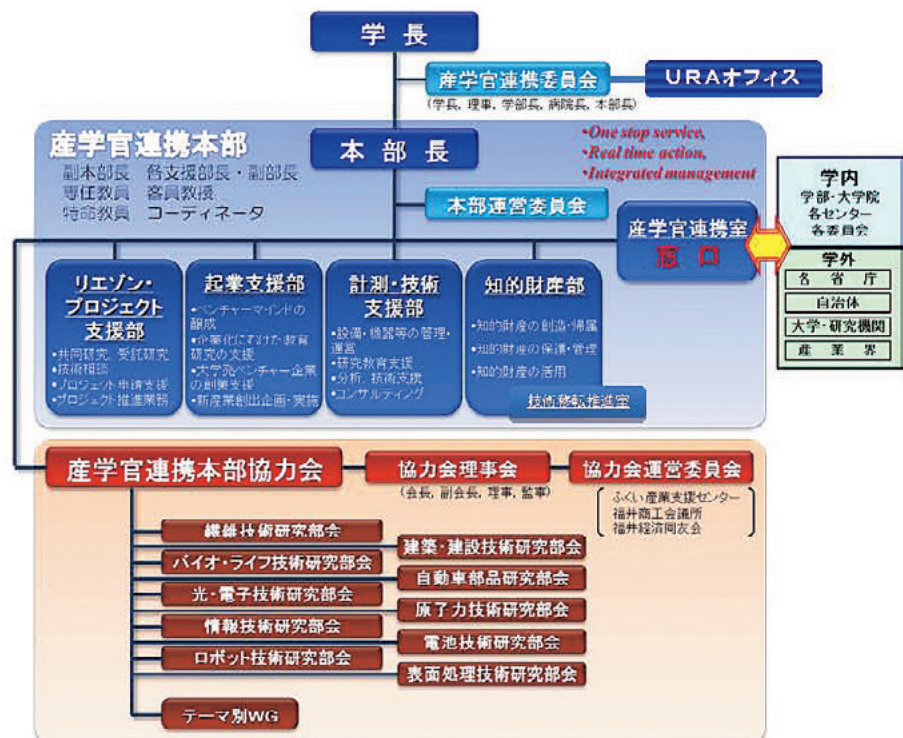 学長
産学官連携委員会
(学長, 理事, 学部長, 病院長, 本部長)
URAオフィス
産学官連携本部
副本部長 各支援部長・副部長
専任教員 客員教授
特命教員 コーディネータ
本部長
•One stop service,
•Real time action,
•Integrated management
本部運営委員会
産学官連携室
窓口
学内
学部・大学院
各センター
各委員会
学外
各省庁
自治体
大学・研究機関
産業界
リエゾン・
プロジェクト
支援部
•共同研究, 受託研究
•技術相談
•プロジェクト申請支援
•プロジェクト推進業務
起業支援部
•ベンチャーマインドの
醸成
•企業化にむけた教育
研究の支援
•大学発ベンチャー企業
の創業支援
•新産業創出企画・実施
計測・技術
支援部
•設備・機器等の管理・
運営
•研究教育支援
•分析, 技術支援
•コンサルティング
知的財産部
•知的財産の創造・帰属
•知的財産の保護・管理
•知的財産の活用
技術移転推進室
産学官連携本部協力会
協力会理事会
(会長, 副会長, 理事, 監事)
協力会運営委員会
ふくい産業支援センター
福井商工会議所
福井経済同友会
繊維技術研究部会
建築・建設技術研究部会
バイオ・ライフ技術研究部会
自動車部品研究部会
光・電子技術研究部会
原子力技術研究部会
情報技術研究部会
電池技術研究部会
ロボット技術研究部会
表面処理技術研究部会
テーマ別WG